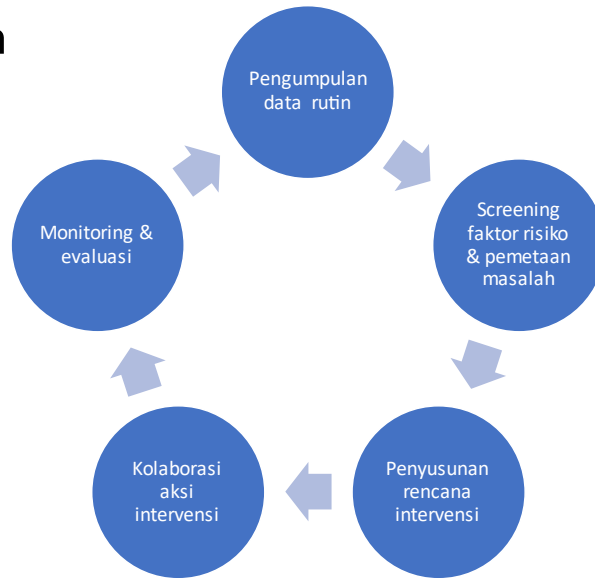 Pengumpulan
data rutin
Screening
faktor risiko
& pemetaan
masalah
Penyusunan
rencana
intervensi
Kolaborasi
aksi
intervensi
Monitoring &
evaluasi